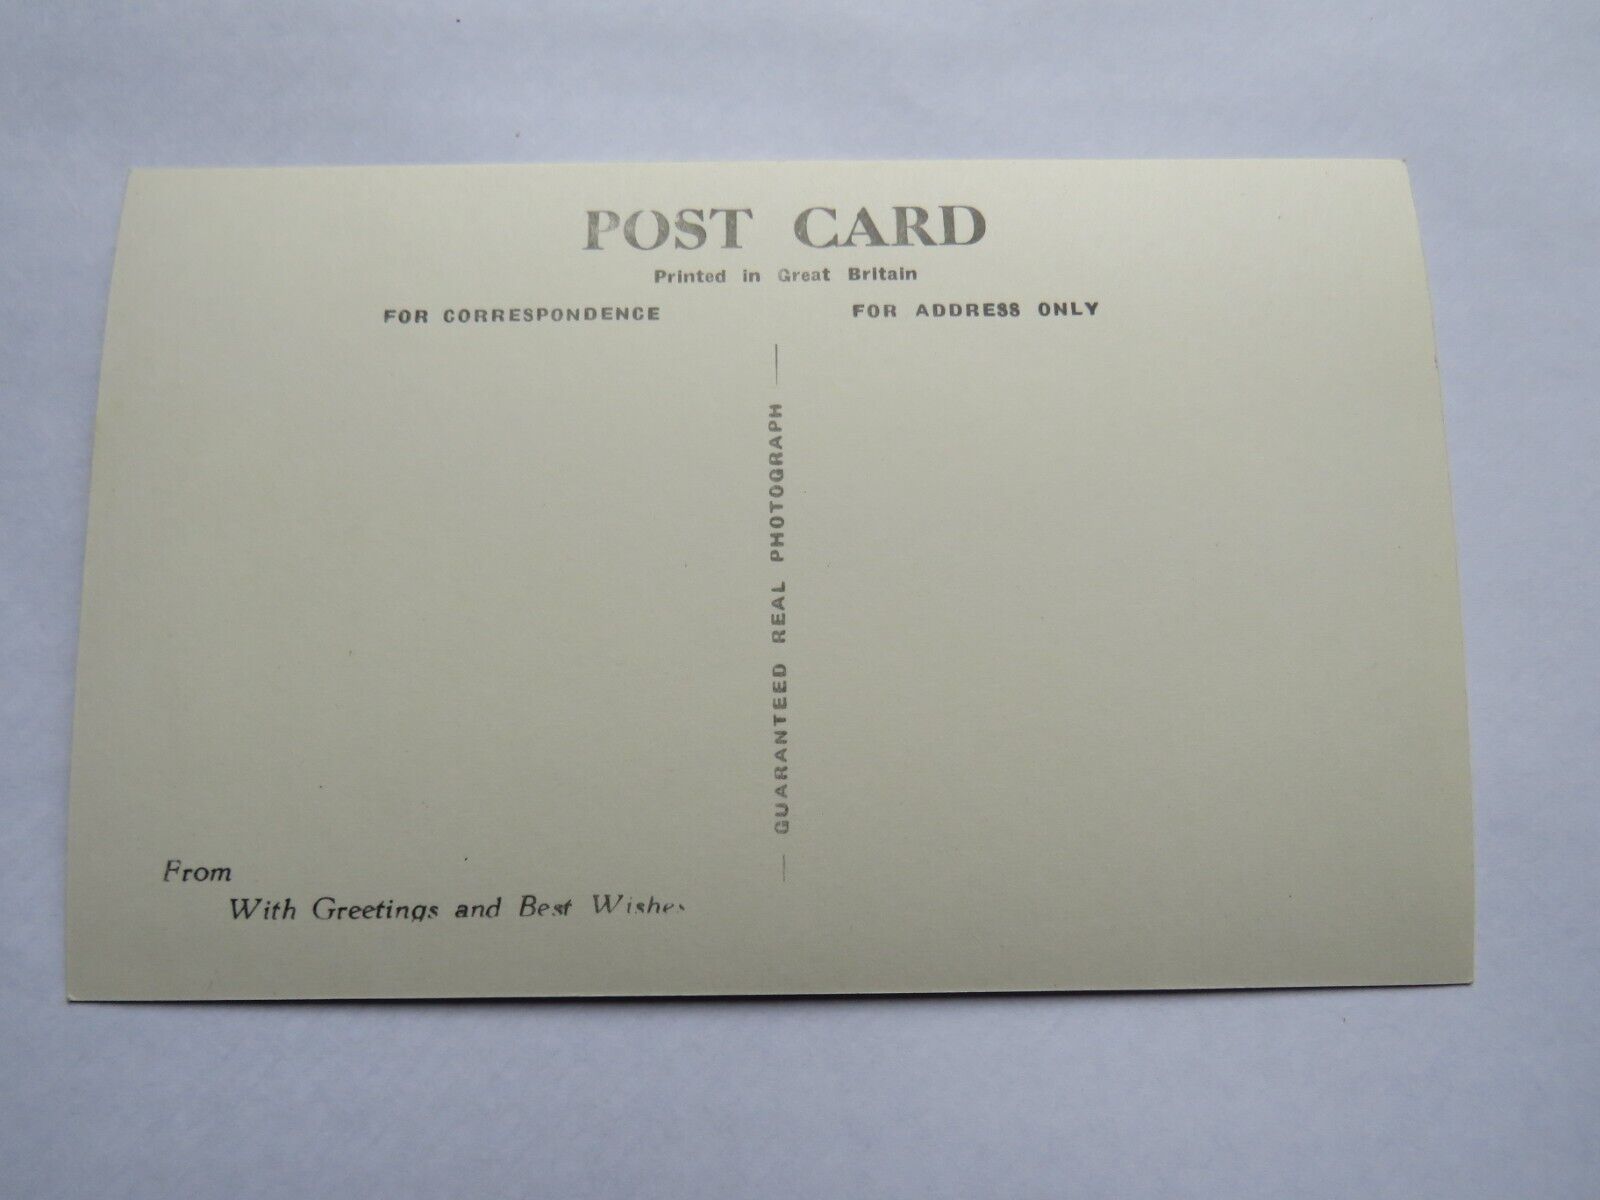 POST CARD
Printed in Great Britain
FOR CORRESPONDENCE
FOR ADDRESS ONLY
GUARANTEED REAL PHOTOGRAPH
From
With Greetings and Best Wishes